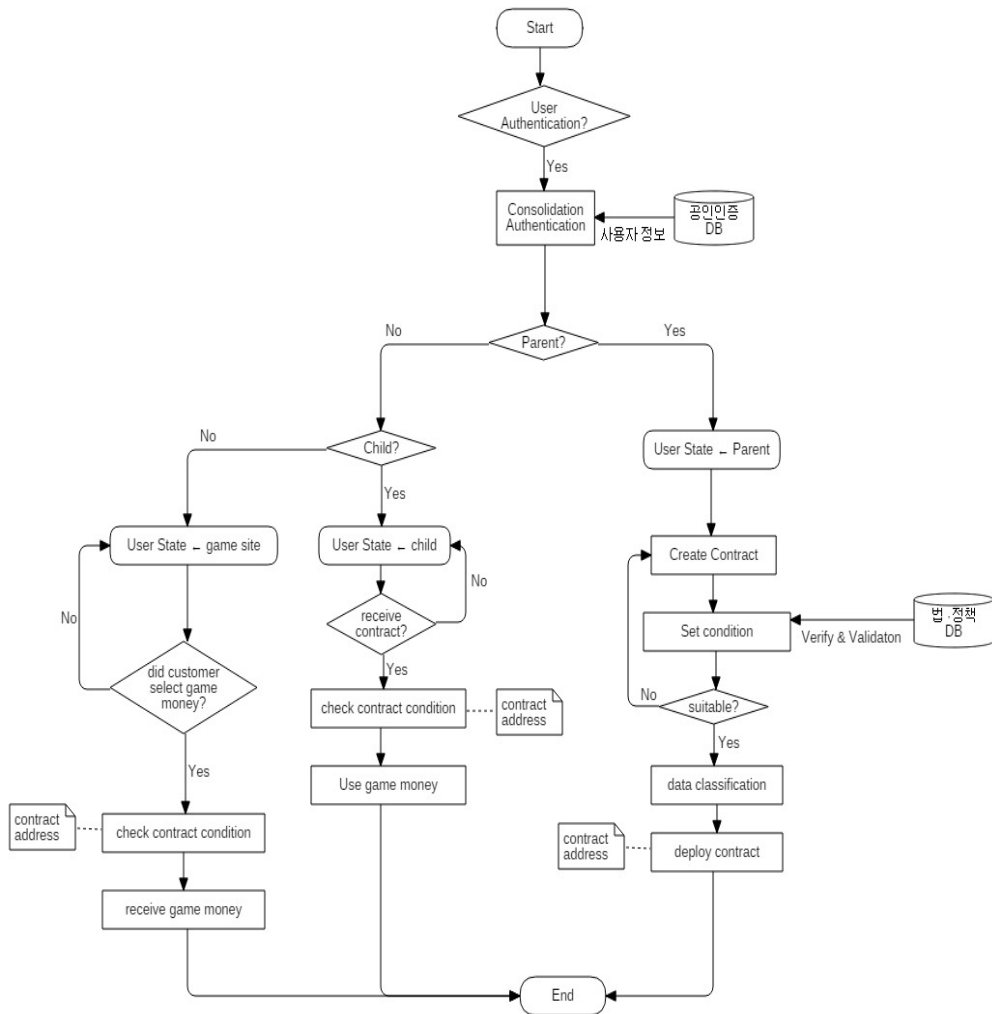 Start
User
Authentication?
Yes
Consolidation
Authentication
공인인증
DB
사용자 정보
No
Parent?
Yes
No
Child?
User State ← Parent
Yes
User State ← game site
User State ← child
Create Contract
No
No
receive
contract?
Set condition
법 . 정책
DB
Verify & Validaton
did customer
select game
money?
Yes
No
suitable?
check contract condition
contract
address
Yes
Yes
Use game money
data classification
contract
address
check contract condition
contract
address
deploy contract
receive game money
End